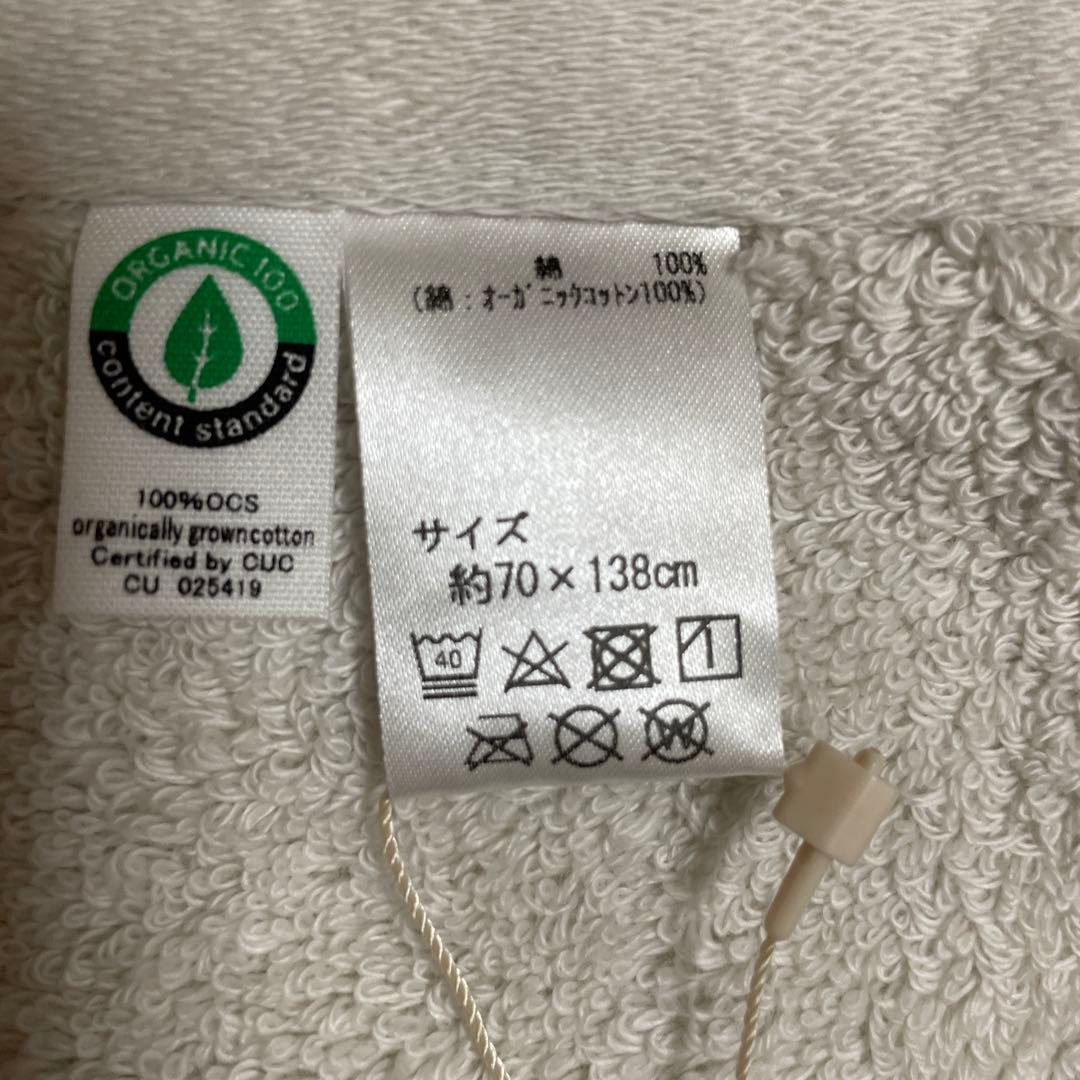 ORGANIC 100
content standard
100%OCS
organically growncotton
Certified by CUC
CU 025419
綿 100%
(綿:オーガニックコットン100%)
サイズ
約70×138cm
40
W